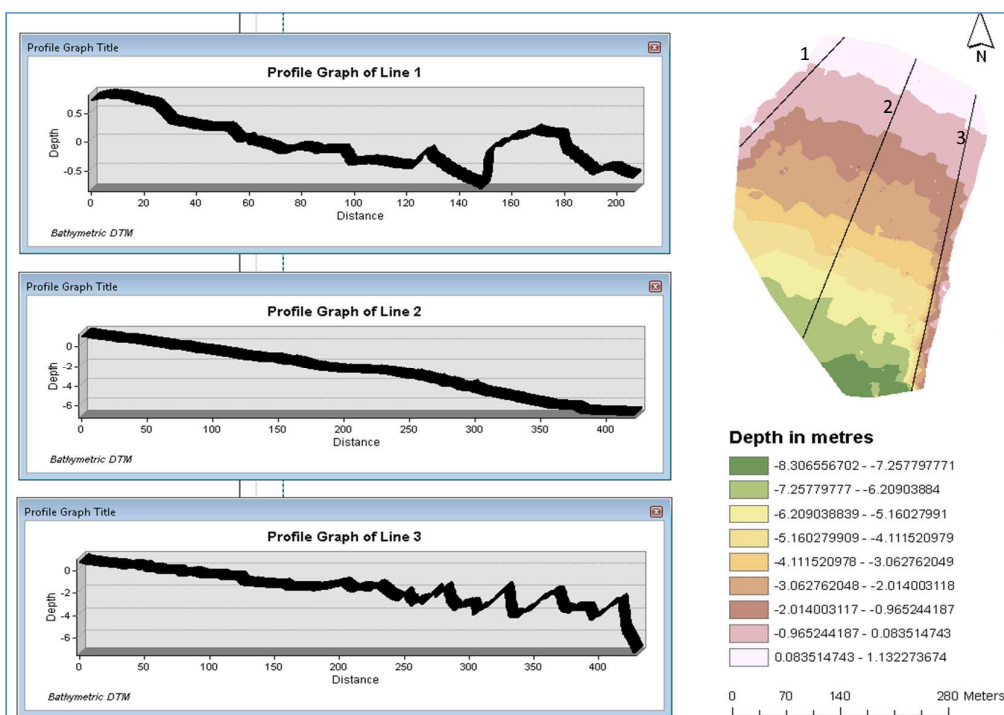 Profile Graph Title
Profile Graph of Line 1
0.5
0
-0.5
Depth
0 20 40 60 80 100 120 140 160 180 200
Distance
Bathymetric DTM
Profile Graph Title
Profile Graph of Line 2
0
-2
-4
-6
Depth
0 50 100 150 200 250 300 350 400
Distance
Bathymetric DTM
Profile Graph Title
Profile Graph of Line 3
0
-2
-4
-6
Depth
0 50 100 150 200 250 300 350 400
Distance
Bathymetric DTM
1
2
3
N
Depth in metres
-8.306556702 - -7.257797771
-7.25779777 - -6.20903884
-6.209038839 - -5.16027991
-5.160279909 - -4.111520979
-4.111520978 - -3.062762049
-3.062762048 - -2.014003118
-2.014003117 - -0.965244187
-0.965244187 - 0.083514743
0.083514743 - 1.132273674
0 70 140 280 Meters